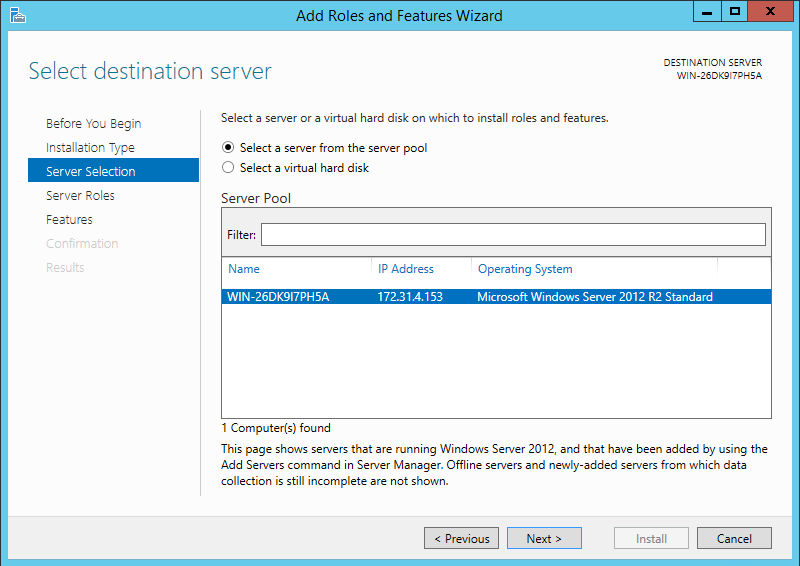 Add Roles and Features Wizard
Select destination server
DESTINATION SERVER
WIN-26DK9I7PH5A
Before You Begin
Installation Type
Server Selection
Server Roles
Features
Confirmation
Results
Select a server or a virtual hard disk on which to install roles and features.
Select a server from the server pool
Select a virtual hard disk
Server Pool
Filter:
Name IP Address Operating System
WIN-26DK9I7PH5A 172.31.4.153 Microsoft Windows Server 2012 R2 Standard
1 Computer(s) found
This page shows servers that are running Windows Server 2012, and that have been added by using the
Add Servers command in Server Manager. Offline servers and newly-added servers from which data
collection is still incomplete are not shown.
< Previous Next > Install Cancel